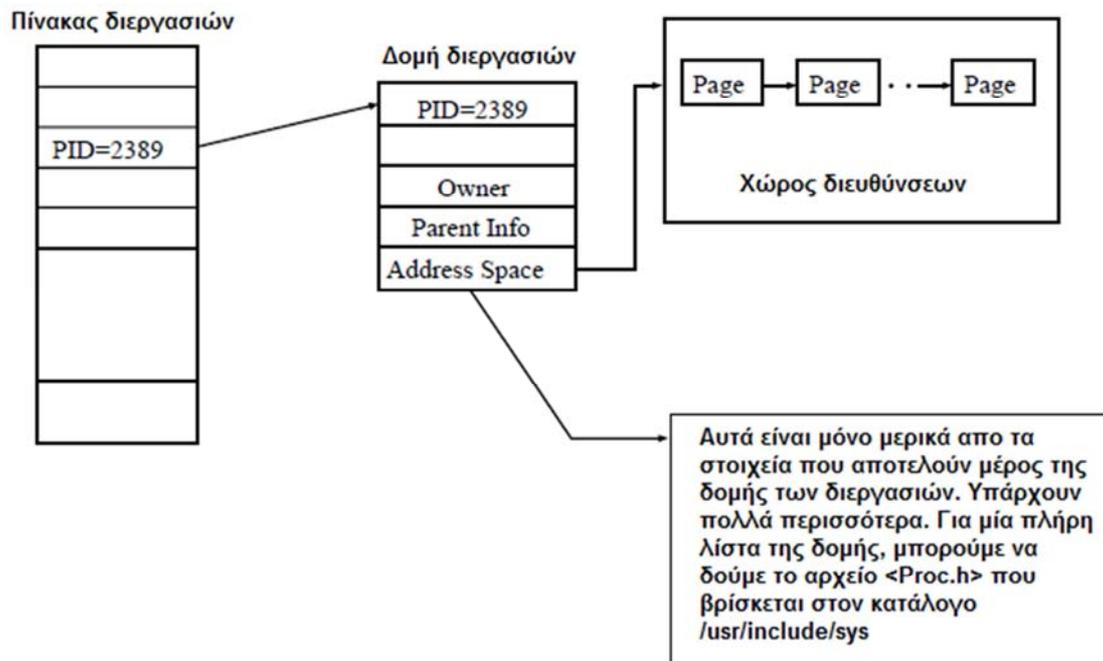 Πίνακας διεργασιών
PID=2389
Δομή διεργασιών
PID=2389
Owner
Parent Info
Address Space
Page
Page
. .
Page
Χώρος διευθύνσεων
Αυτά είναι μόνο μερικά απο τα
στοιχεία που αποτελούν μέρος της
δομής των διεργασιών. Υπάρχουν
πολλά περισσότερα. Για μία πλήρη
λίστα της δομής, μπορούμε να
δούμε το αρχείο <Proc.h> που
βρίσκεται στον κατάλογο
/usr/include/sys